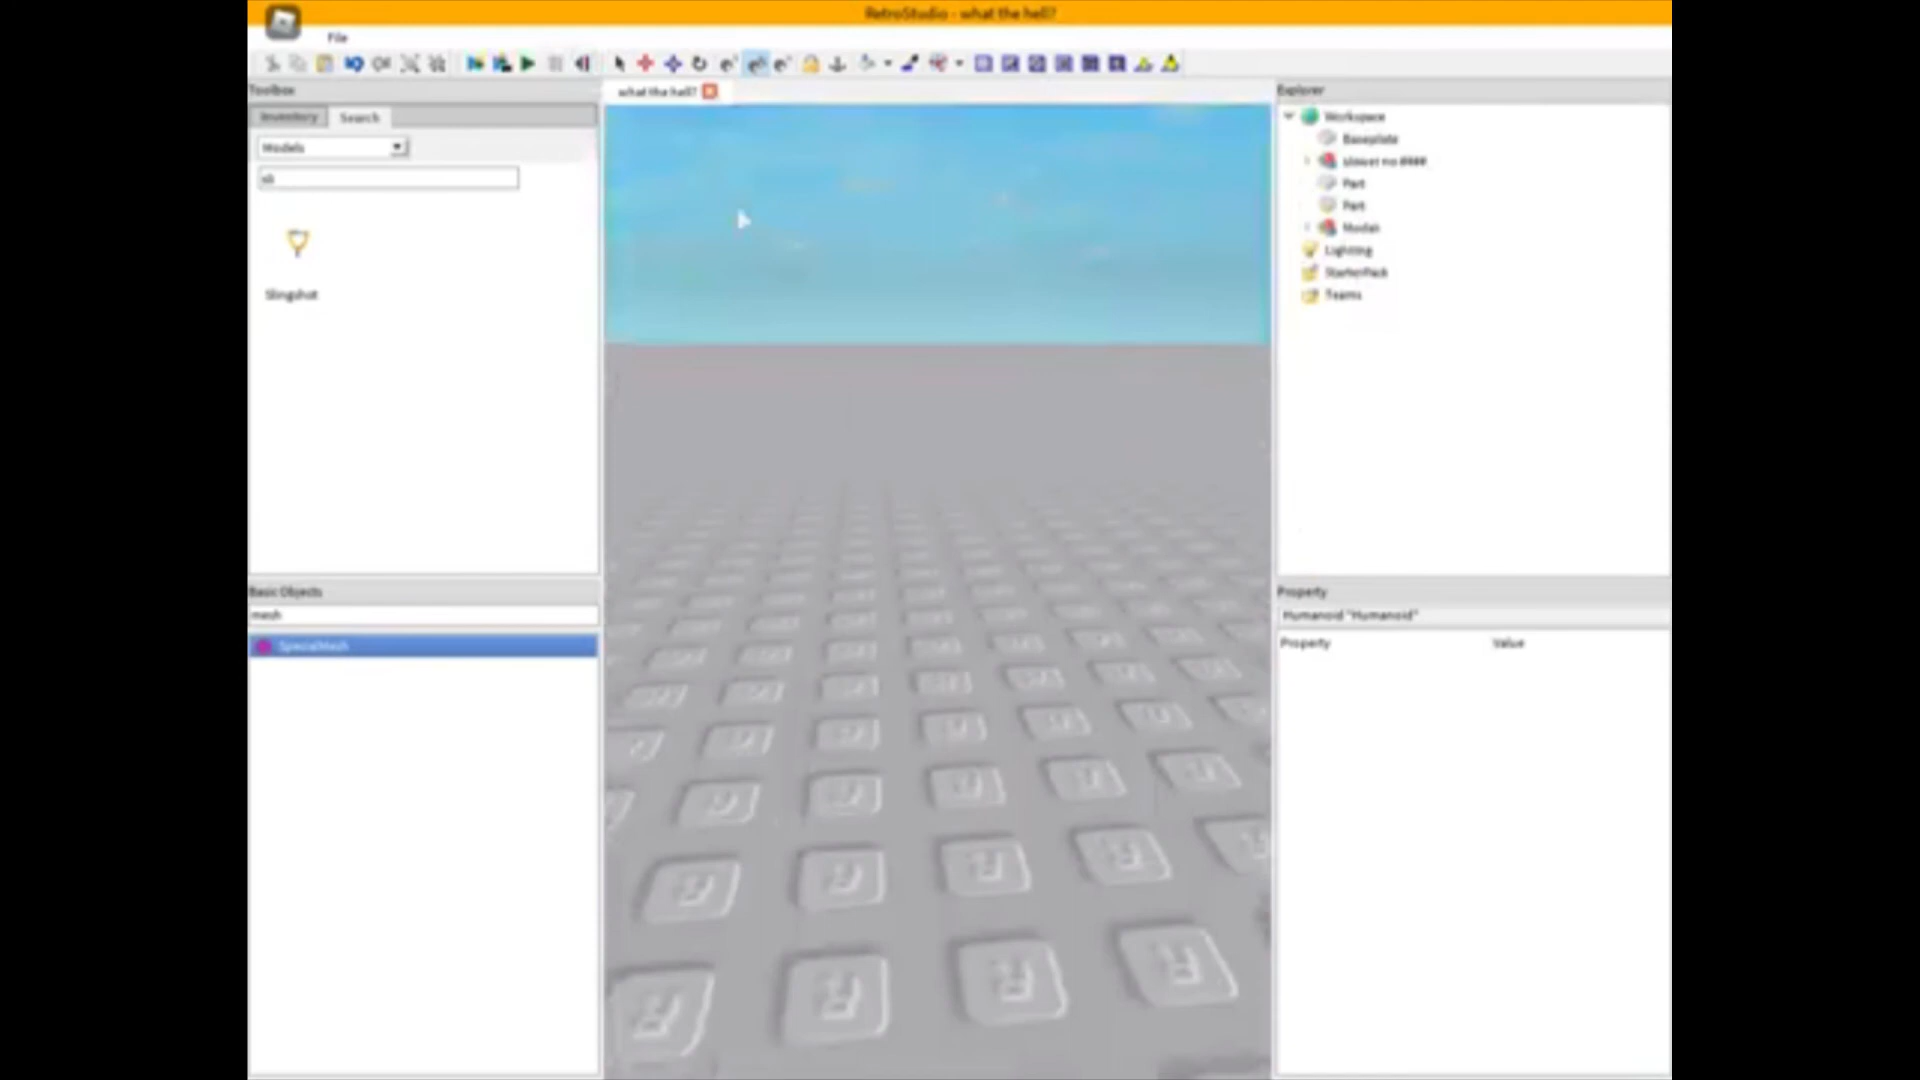 RetroStudio - what the hell?
File
Toolbox
Inventory
Search
Models
Slingshot
Basic Objects
mesh
SpecialMesh
what the hell?
Explorer
Workspace
Baseplate
Part
Part
Model
Lighting
StarterPack
Teams
Property
Humanoid "Humanoid"
Property Value